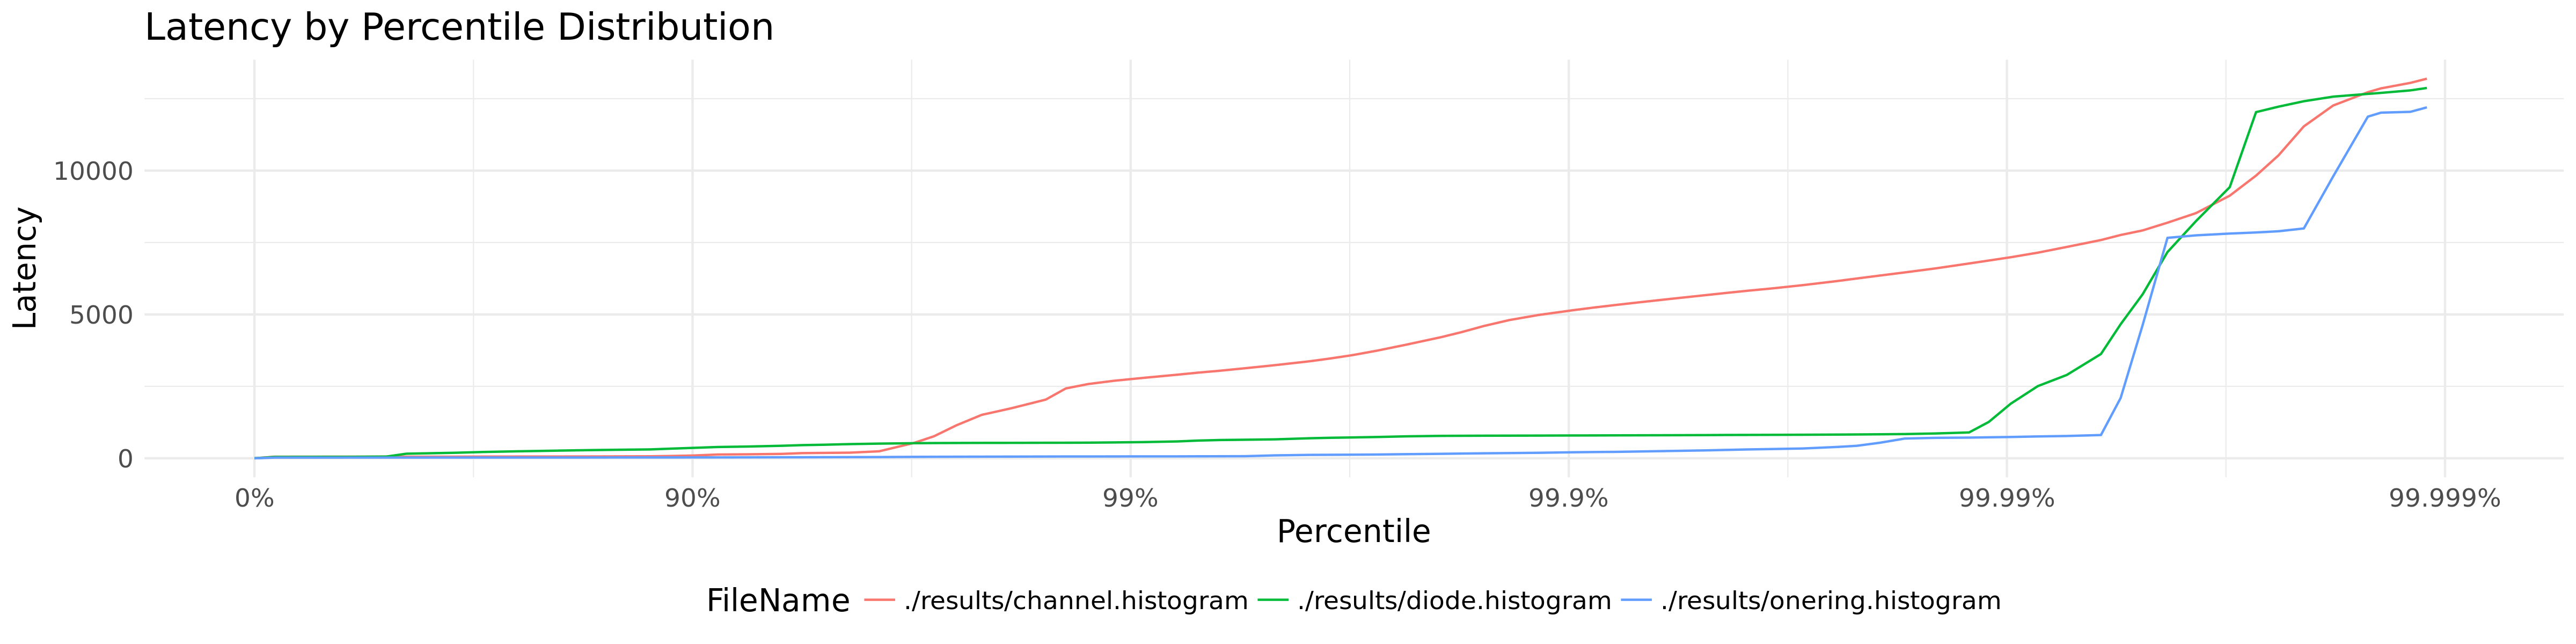 Latency by Percentile Distribution
Latency
10000
5000
0
0% 90% 99% 99.9% 99.99% 99.999%
Percentile
FileName ./results/channel.histogram ./results/diode.histogram ./results/onering.histogram